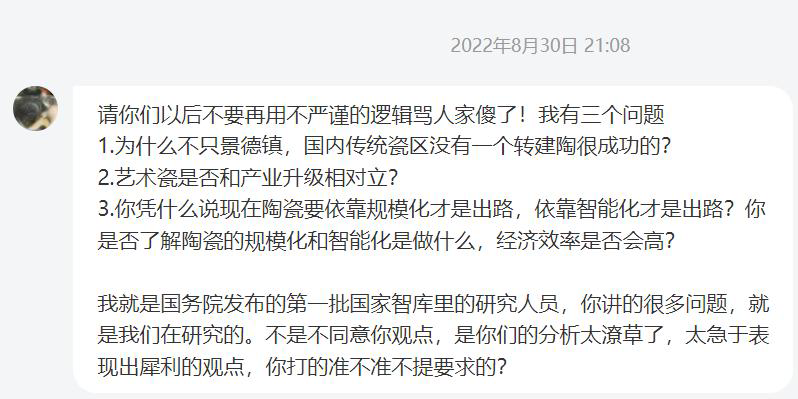 2022年8月30日 21:08
请你们以后不要再用不严谨的逻辑骂人家傻了！我有三个问题
1.为什么不只景德镇，国内传统瓷区没有一个转建陶很成功的？
2.艺术瓷是否和产业升级相对立？
3.你凭什么说现在陶瓷要依靠规模化才是出路，依靠智能化才是出路？你
是否了解陶瓷的规模化和智能化是做什么，经济效率是否会高？
我就是国务院发布的第一批国家智库里的研究人员，你讲的很多问题，就
是我们在研究的。不是不同意你观点，是你们的分析太潦草了，太急于表
现出犀利的观点，你打的准不准不提要求的？